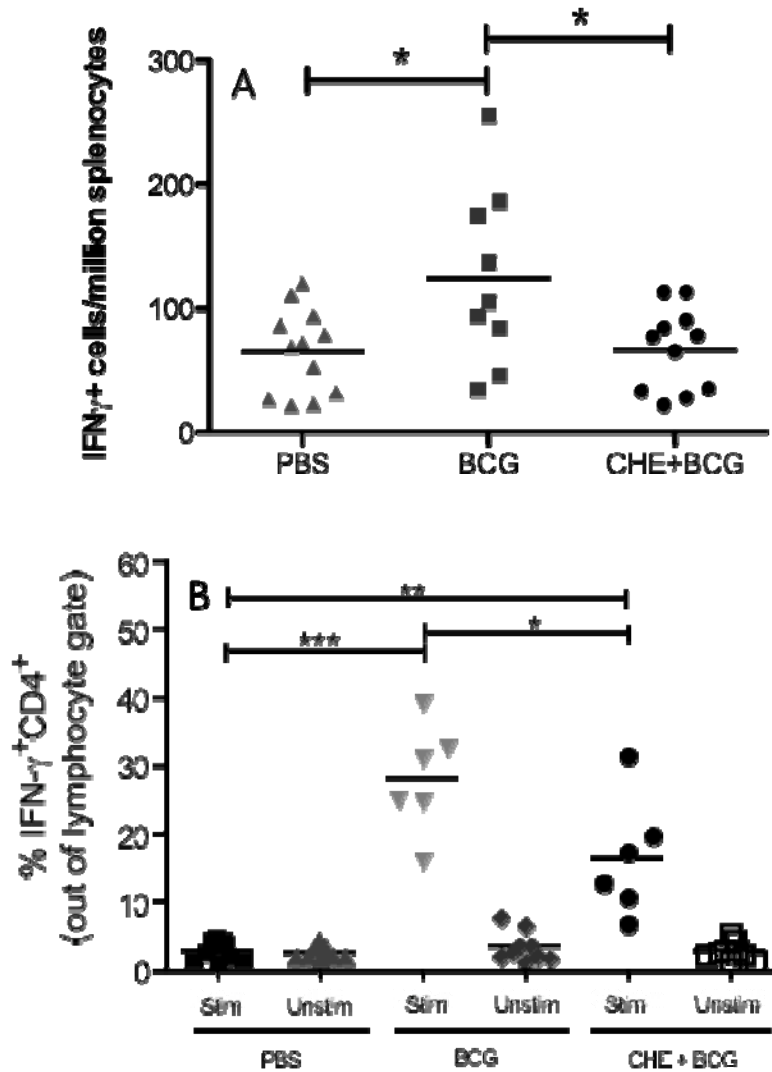 *
*
300
A
200
100
0
IFNγ+ cells/million splenocytes
PBS BCG CHE+BCG
60
B
**
50
***
*
40
30
20
10
0
% IFN-γ+CD4+
(out of lymphocyte gate)
Stim Unstim Stim Unstim Stim Unstim
PBS BCG CHE + BCG